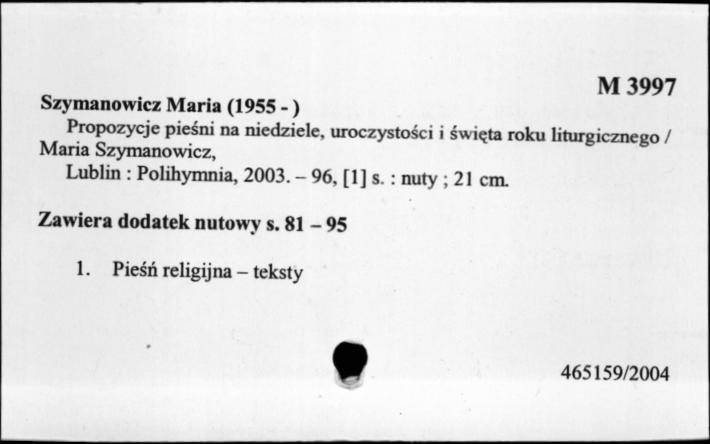 M 3997
Szymanowicz Maria (1955 - )
Propozycje pieśni na niedziele, uroczystości i święta roku liturgicznego /
Maria Szymanowicz,
Lublin : Polihymnia, 2003. – 96, [1] s. : nuty ; 21 cm.
Zawiera dodatek nutowy s. 81 – 95
1. Pieśń religijna – teksty
465159/2004